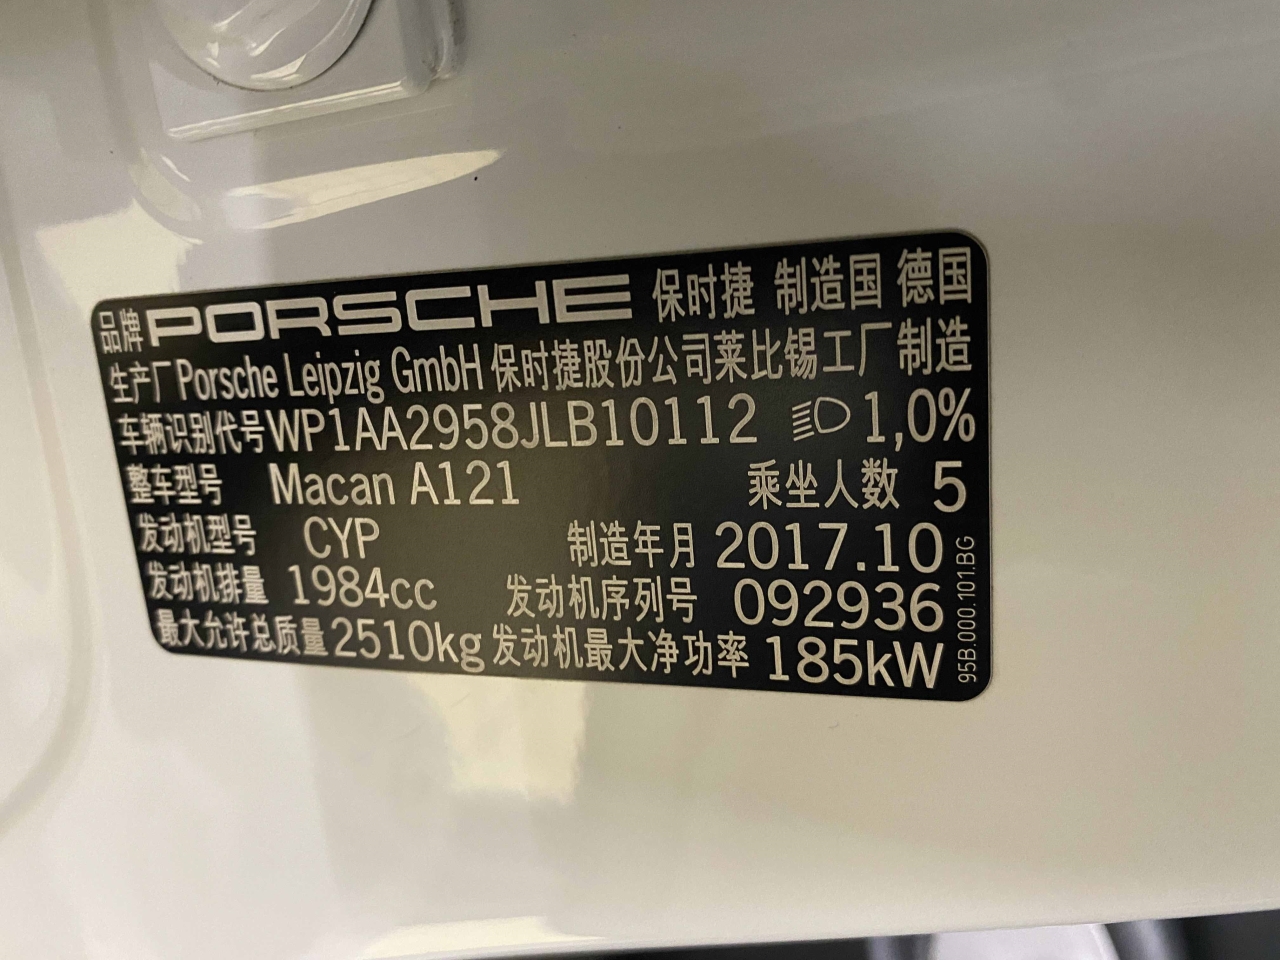 品牌 PORSCHE 保时捷 制造国 德国
生产厂 Porsche Leipzig GmbH 保时捷股份公司莱比锡工厂制造
车辆识别代号 WP1AA2958JLB10112 1,0%
整车型号 Macan A121 乘坐人数 5
发动机型号 CYP 制造年月 2017.10
发动机排量 1984cc 发动机序列号 092936
最大允许总质量 2510kg 发动机最大净功率 185kW
95B.000.101.BG